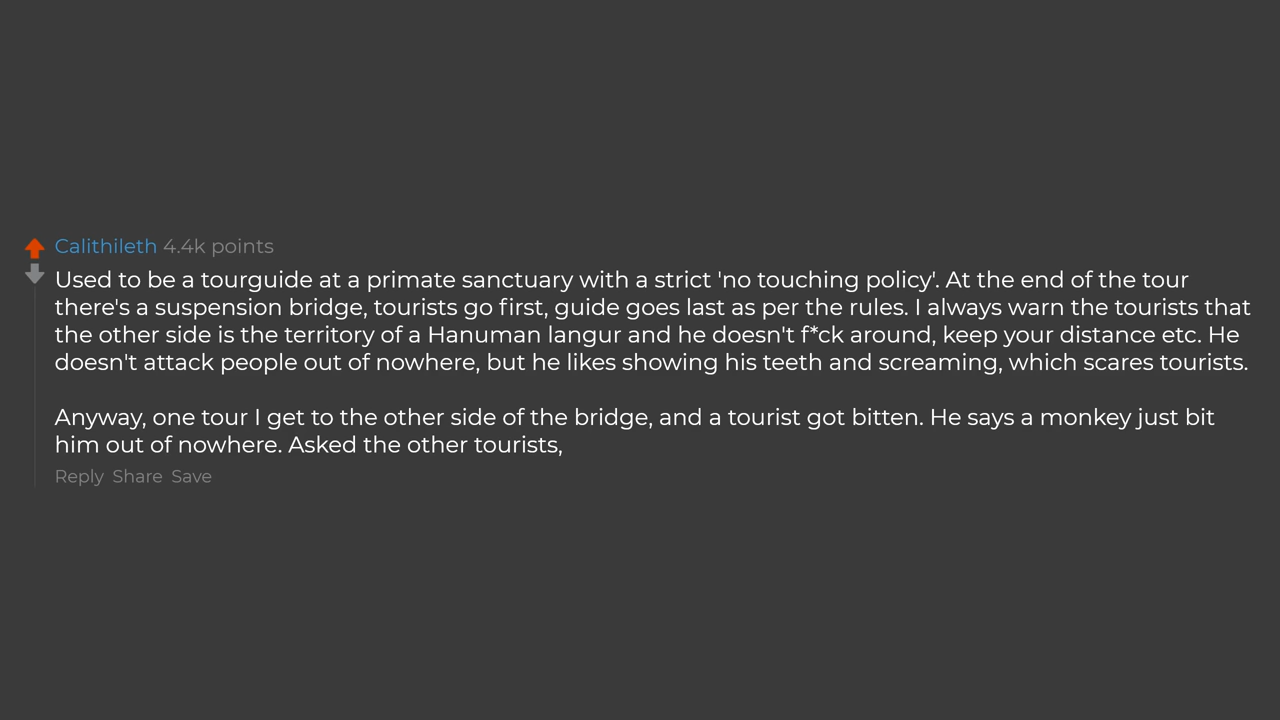 Calithileth 4.4k points
Used to be a tourguide at a primate sanctuary with a strict 'no touching policy'. At the end of the tour
there's a suspension bridge, tourists go first, guide goes last as per the rules. I always warn the tourists that
the other side is the territory of a Hanuman langur and he doesn't f*ck around, keep your distance etc. He
doesn't attack people out of nowhere, but he likes showing his teeth and screaming, which scares tourists.
Anyway, one tour I get to the other side of the bridge, and a tourist got bitten. He says a monkey just bit
him out of nowhere. Asked the other tourists,
Reply Share Save